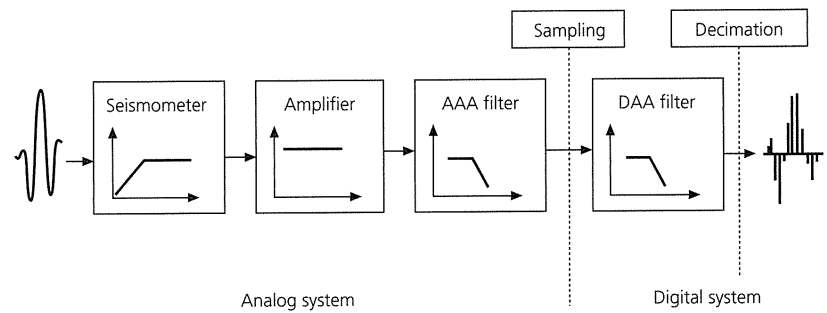 Sampling
Decimation
Seismometer
Amplifier
AAA filter
DAA filter
Analog system
Digital system